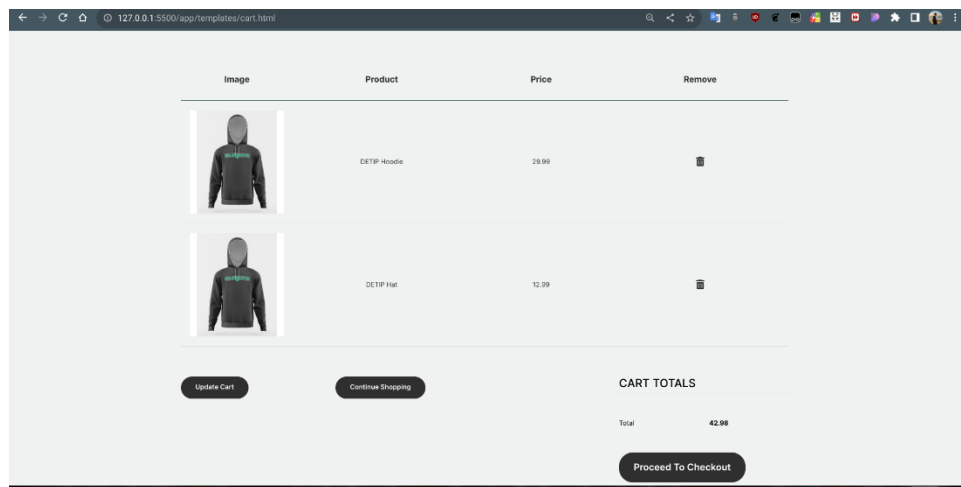 127.0.0.1:5500/app/templates/cart.html
Image Product Price Remove
DETIP Hoodie 29.99
DETIP Hat 12.99
Update Cart Continue Shopping
CART TOTALS
Total 42.98
Proceed To Checkout